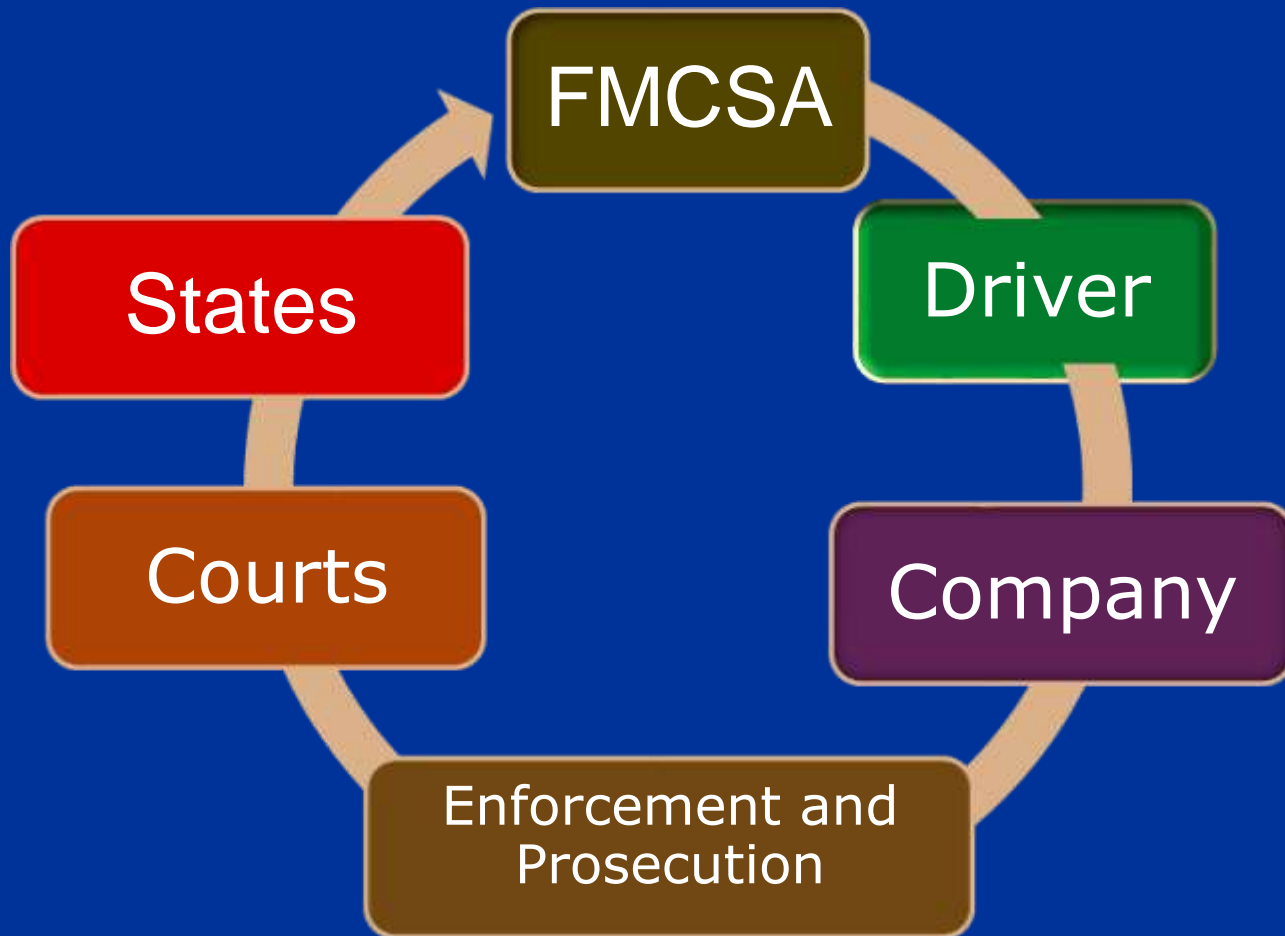 FMCSA
Driver
Company
Enforcement and
Prosecution
Courts
States